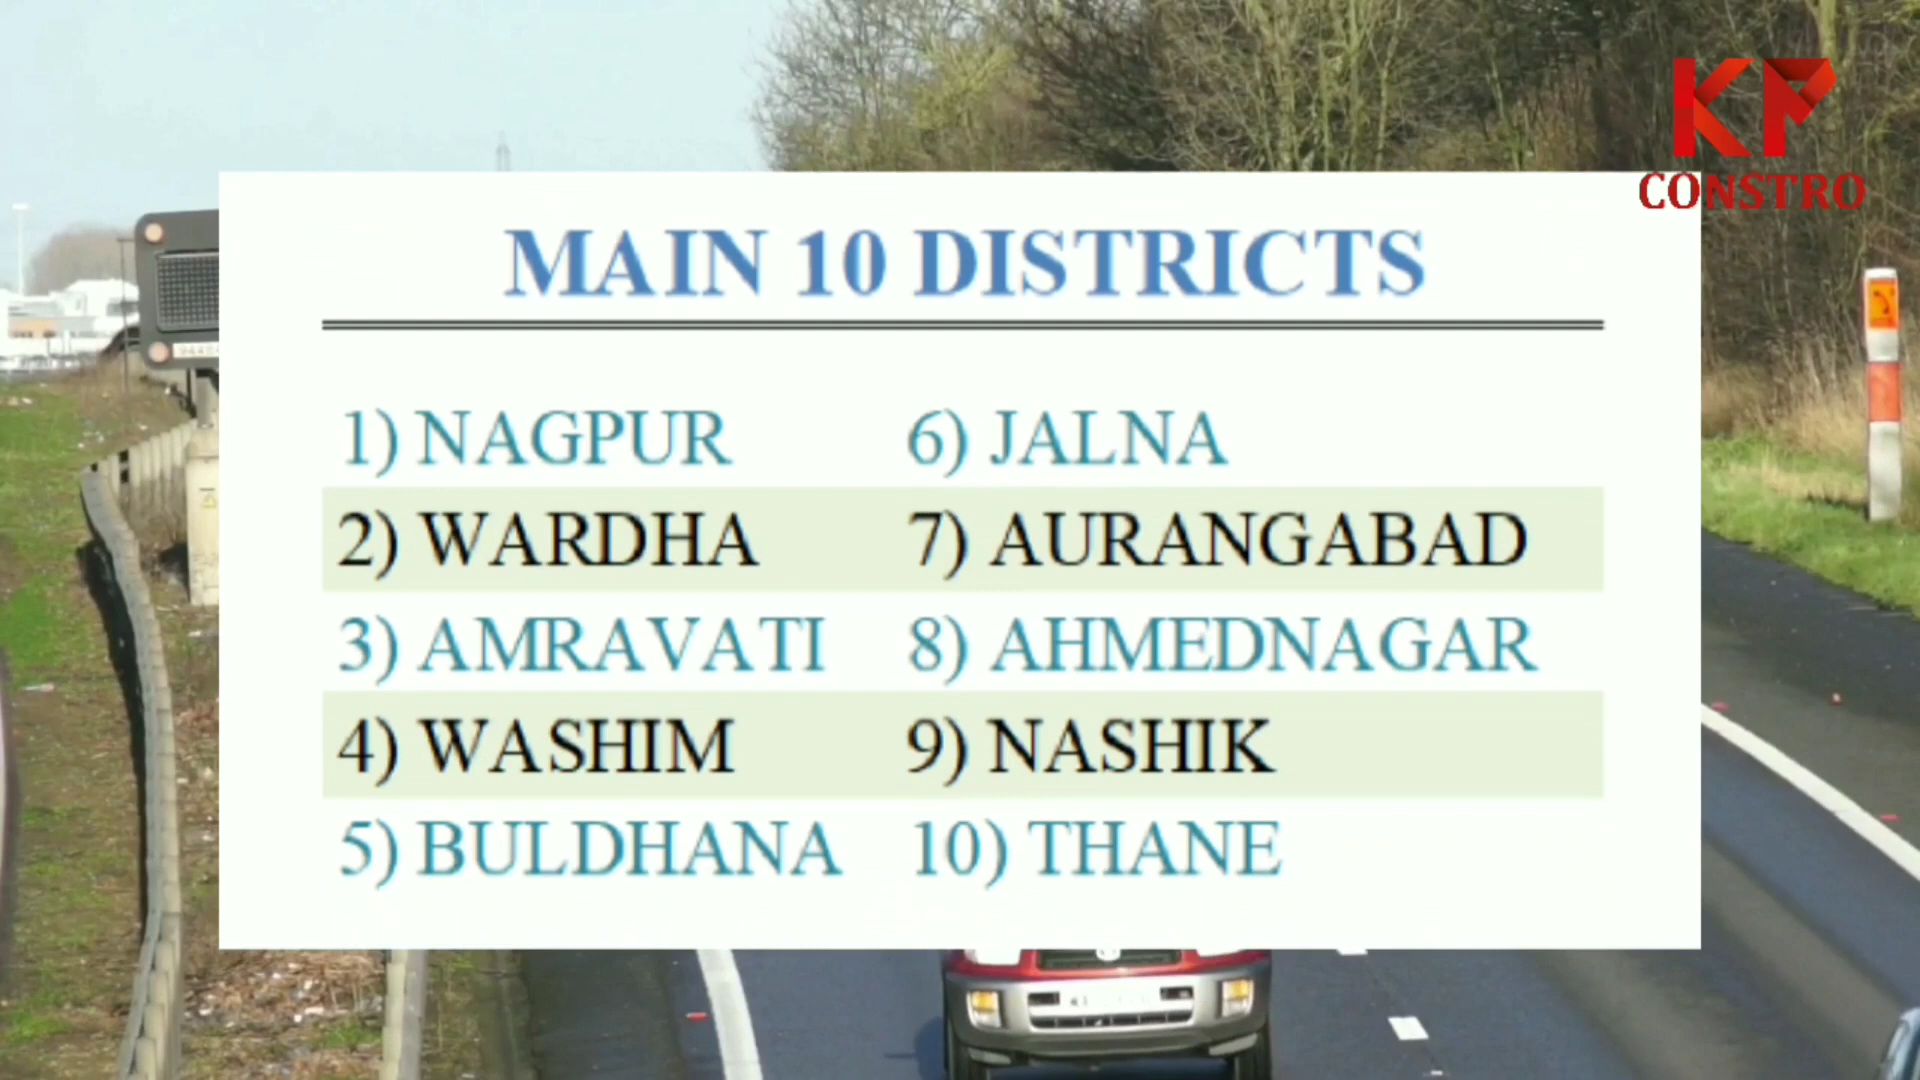 KP
CONSTRO
MAIN 10 DISTRICTS
1) NAGPUR
2) WARDHA
3) AMRAVATI
4) WASHIM
5) BULDHANA
6) JALNA
7) AURANGABAD
8) AHMEDNAGAR
9) NASHIK
10) THANE